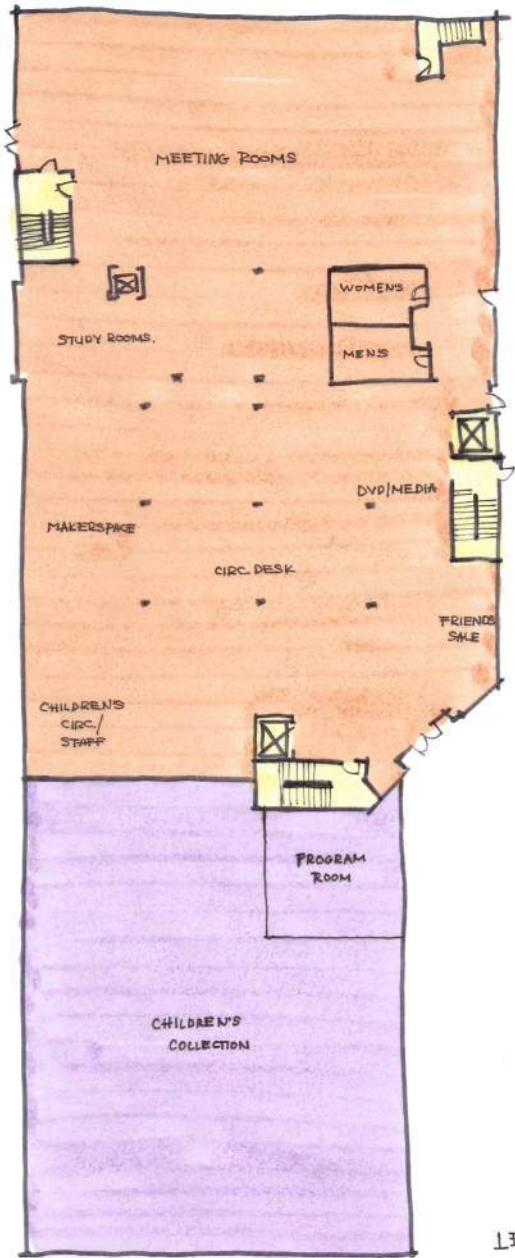 MEETING ROOMS
WOMENS
STUDY ROOMS.
MENS
DVD/MEDIA
MAKERSPACE
CIRC. DESK
FRIENDS
SALE
CHILDREN'S
CIRC./
STAFF
PROGRAM
ROOM
CHILDREN'S
COLLECTION